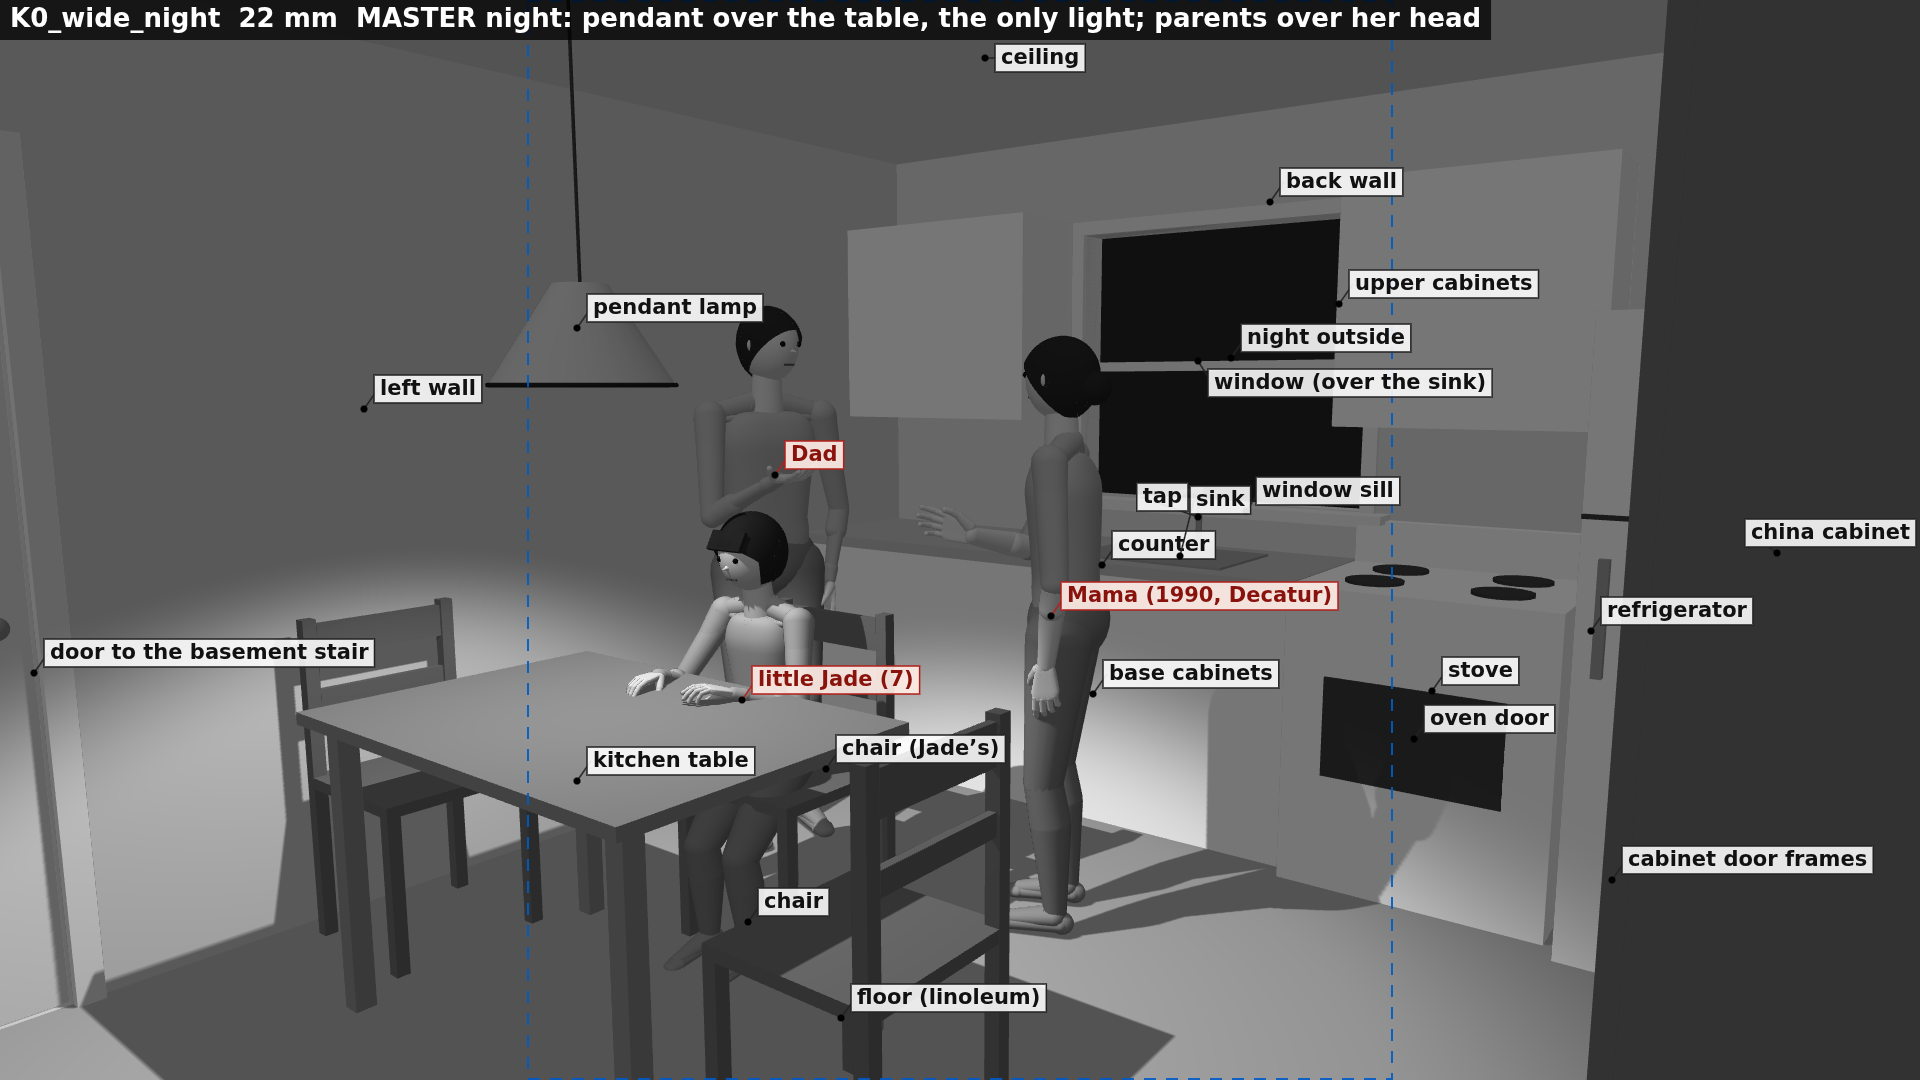 K0_wide_night  22 mm  MASTER night: pendant over the table, the only light; parents over her head
ceiling
back wall
upper cabinets
pendant lamp
night outside
left wall
window (over the sink)
Dad
tap
sink
window sill
china cabinet
counter
Mama (1990, Decatur)
refrigerator
door to the basement stair
base cabinets
stove
little Jade (7)
oven door
kitchen table
chair (Jade’s)
cabinet door frames
chair
floor (linoleum)